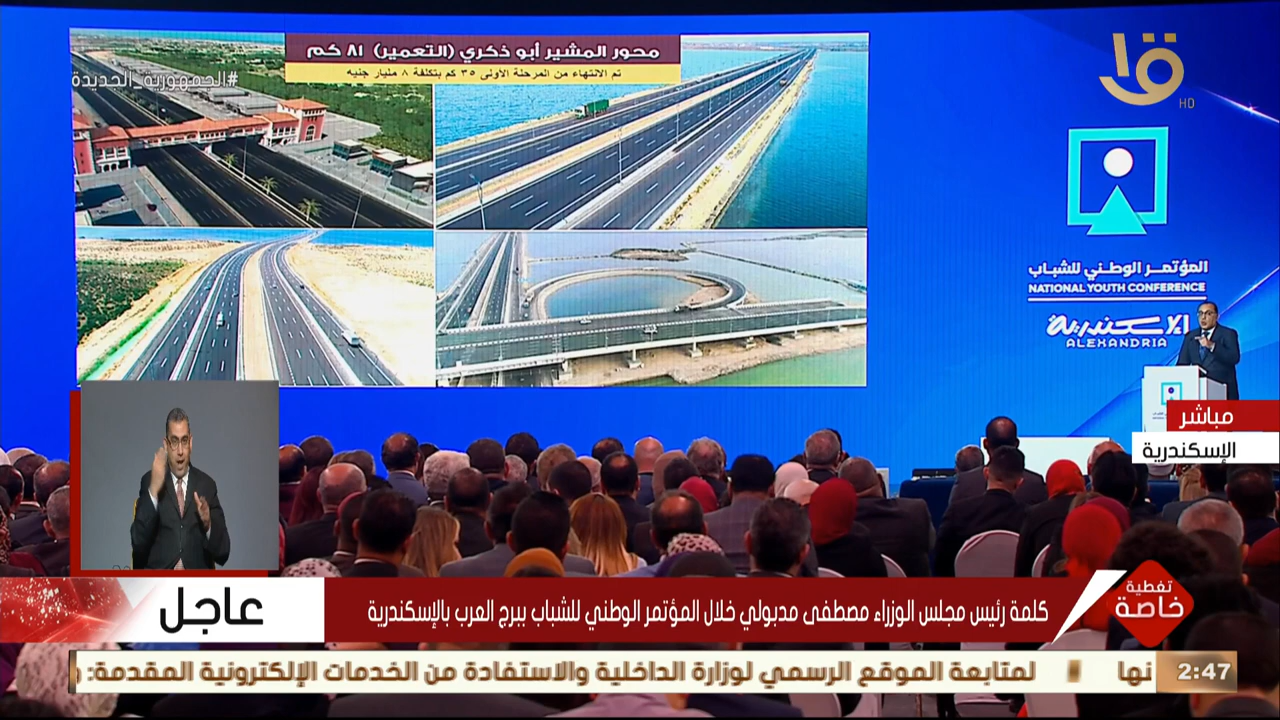 محور المشير أبو ذكري (التعمير) ٨١ كم
تم الانتهاء من المرحلة الأولى ٣٥ كم بتكلفة ٨ مليار جنيه
#الجمهورية_الجديدة
HD
المؤتمر الوطني للشباب
NATIONAL YOUTH CONFERENCE
الإسكندرية
ALEXANDRIA
مباشر
الإسكندرية
تغطية
خاصة
عاجل
كلمة رئيس مجلس الوزراء مصطفى مدبولي خلال المؤتمر الوطني للشباب ببرج العرب بالإسكندرية
2:47
نها
لمتابعة الموقع الرسمي لوزارة الداخلية والاستفادة من الخدمات الإلكترونية المقدمة: